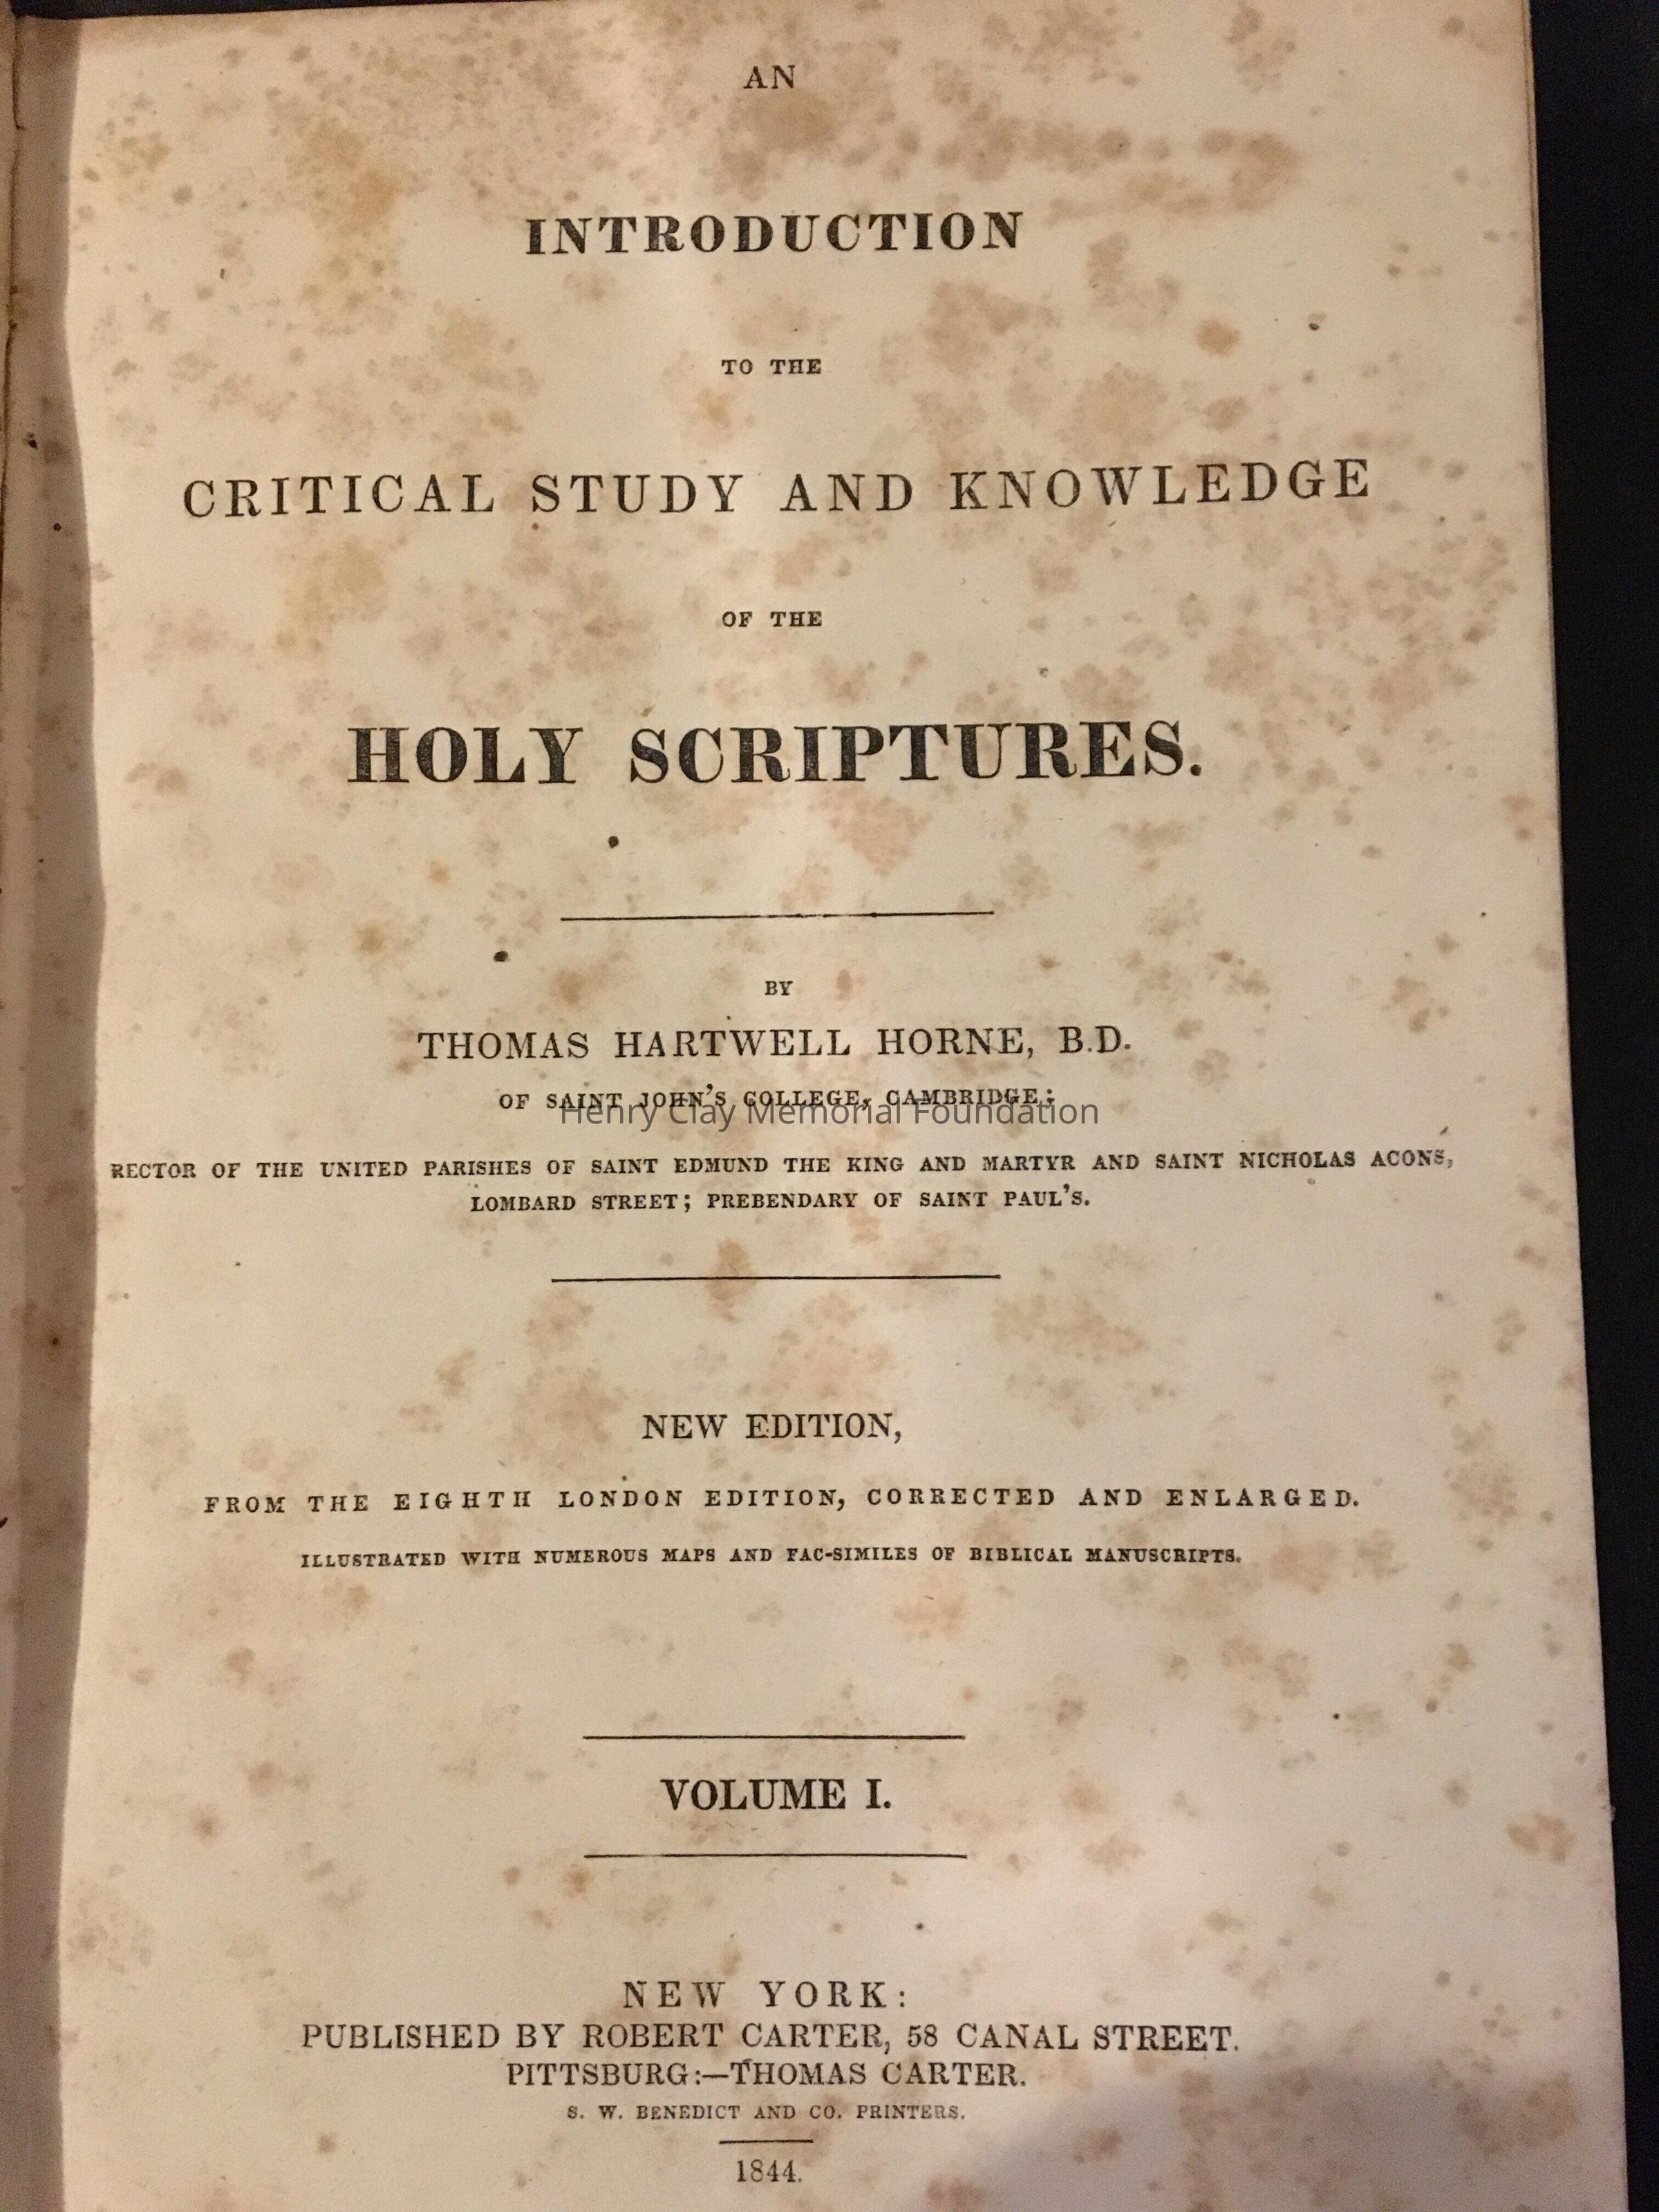 AN
INTRODUCTION
TO THE
CRITICAL STUDY AND KNOWLEDGE
OF THE
HOLY SCRIPTURES.
BY
THOMAS HARTWELL HORNE, B.D.
OF SAINT JOHN'S COLLEGE, CAMBRIDGE;
Henry Clay Memorial Foundation
RECTOR OF THE UNITED PARISHES OF SAINT EDMUND THE KING AND MARTYR AND SAINT NICHOLAS ACONS,
LOMBARD STREET; PREBENDARY OF SAINT PAUL'S.
NEW EDITION,
FROM THE EIGHTH LONDON EDITION, CORRECTED AND ENLARGED.
ILLUSTRATED WITH NUMEROUS MAPS AND FAC-SIMILES OF BIBLICAL MANUSCRIPTS.
VOLUME I.
NEW YORK:
PUBLISHED BY ROBERT CARTER, 58 CANAL STREET.
PITTSBURG:—THOMAS CARTER.
S. W. BENEDICT AND CO. PRINTERS.
1844.